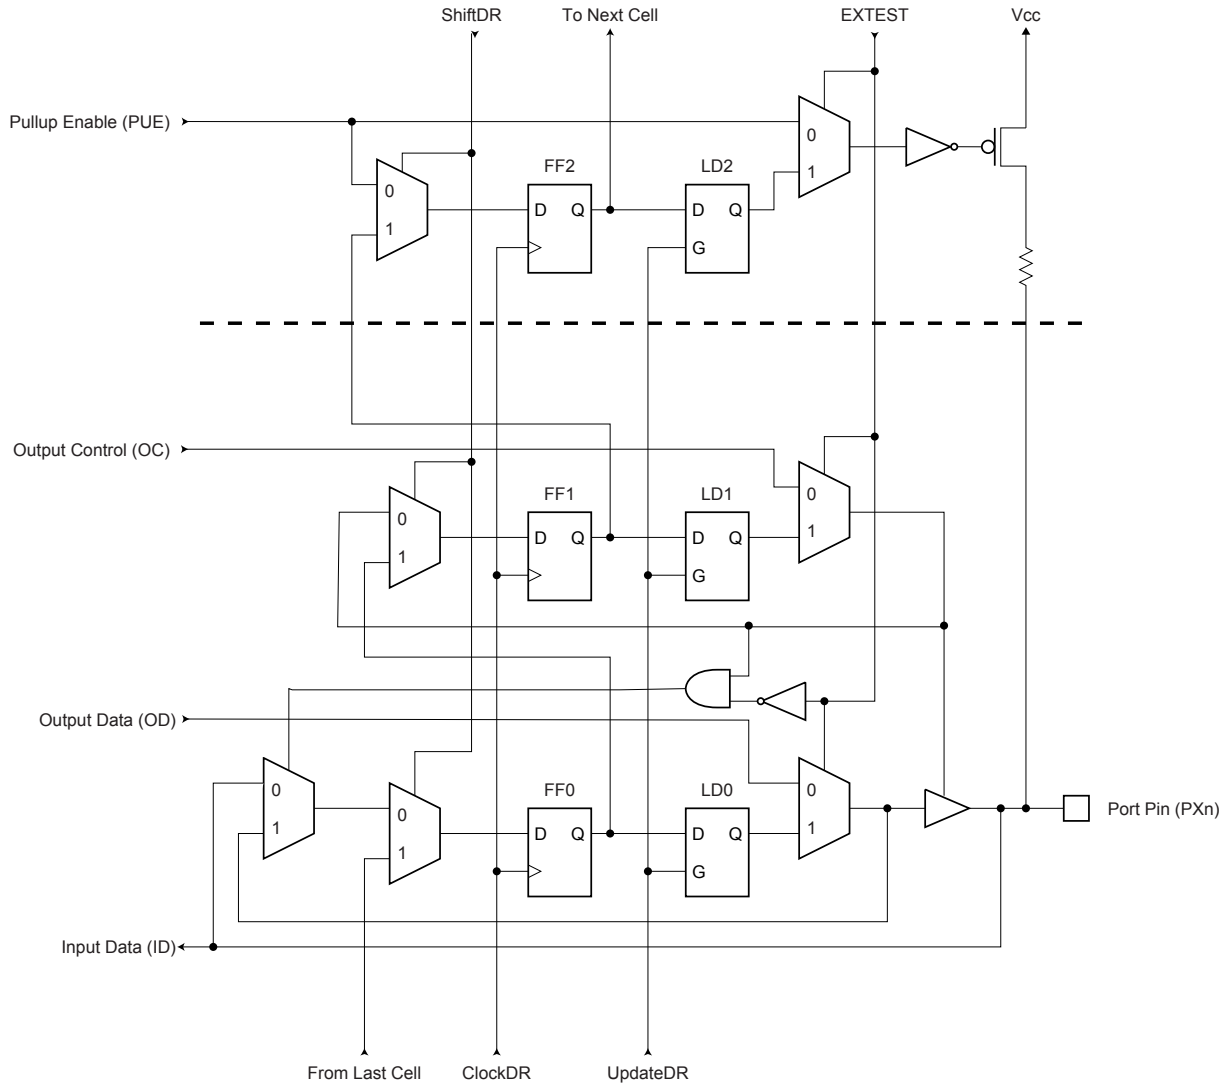 ShiftDR To Next Cell EXTEST Vcc
Pullup Enable (PUE)
0
1
FF2 LD2
0
1
D Q D Q
G
Output Control (OC)
FF1 LD1
0
1
0
1
D Q D Q
G
Output Data (OD)
FF0 LD0
0
1
0
1
0
1
D Q D Q
G
Port Pin (PXn)
Input Data (ID)
From Last Cell ClockDR UpdateDR